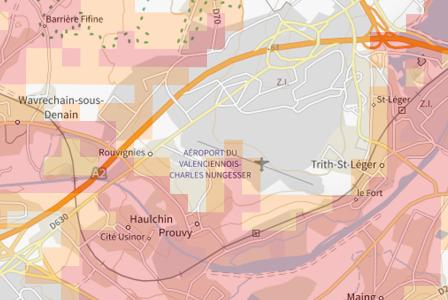 Barrière Fifine
D70
Z.I.
St-Léger
Z.I.
Wavrechain-sous-
Denain
Rouvignies
AÉROPORT DU
VALENCIENNOIS-
CHARLES NUNGESSER
Trith-St-Léger
A2
le Fort
D630
Haulchin
Prouvy
Cité Usinor
Maing